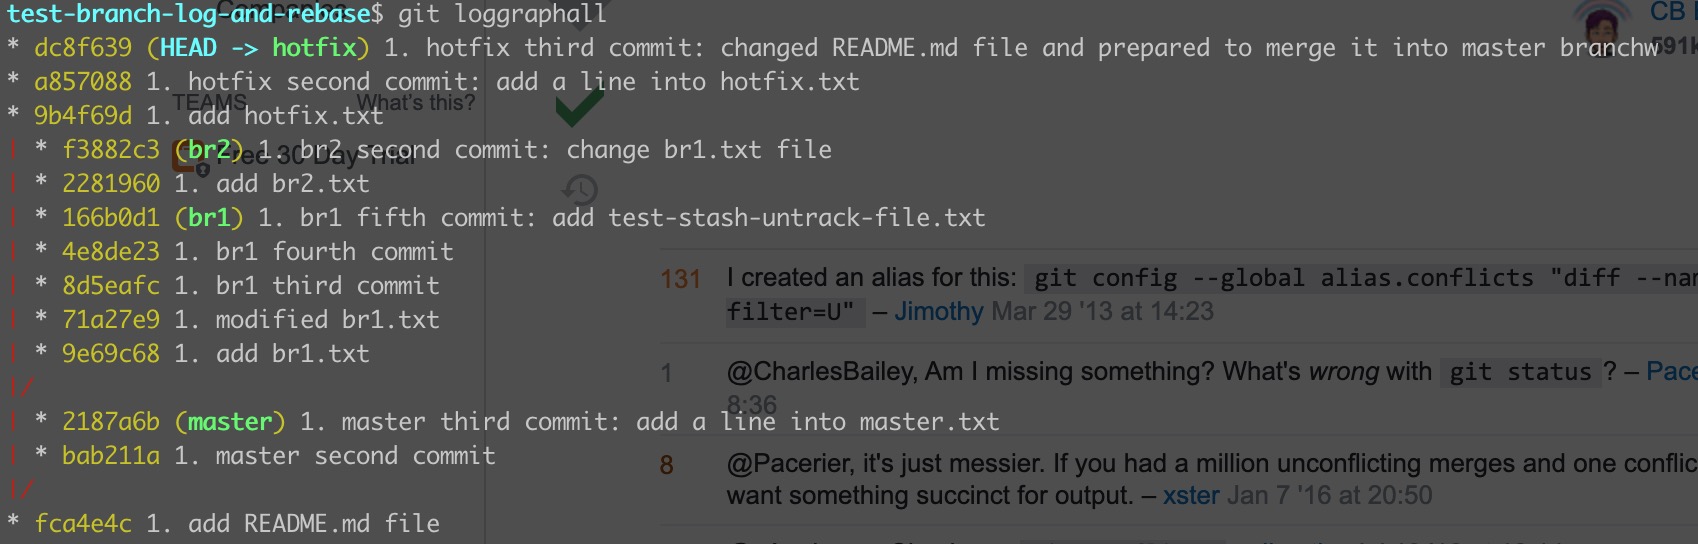 test-branch-log-and-rebase$ git loggraphall
* dc8f639 (HEAD -> hotfix) 1. hotfix third commit: changed README.md file and prepared to merge it into master branchw
* a857088 1. hotfix second commit: add a line into hotfix.txt
* 9b4f69d 1. add hotfix.txt
| * f3882c3 (br2) 1. br2 second commit: change br1.txt file
| * 2281960 1. add br2.txt
| * 166b0d1 (br1) 1. br1 fifth commit: add test-stash-untrack-file.txt
| * 4e8de23 1. br1 fourth commit
| * 8d5eafc 1. br1 third commit
| * 71a27e9 1. modified br1.txt
| * 9e69c68 1. add br1.txt
|/
| * 2187a6b (master) 1. master third commit: add a line into master.txt
| * bab211a 1. master second commit
|/
* fca4e4c 1. add README.md file
Companies
TEAMS What's this?
Free 30 Day Trial
CB
591k
131 I created an alias for this: git config --global alias.conflicts "diff --nam
filter=U" – Jimothy Mar 29 '13 at 14:23
1 @CharlesBailey, Am I missing something? What's wrong with git status ? – Pace
8:36
8 @Pacerier, it's just messier. If you had a million unconflicting merges and one conflic
want something succinct for output. – xster Jan 7 '16 at 20:50